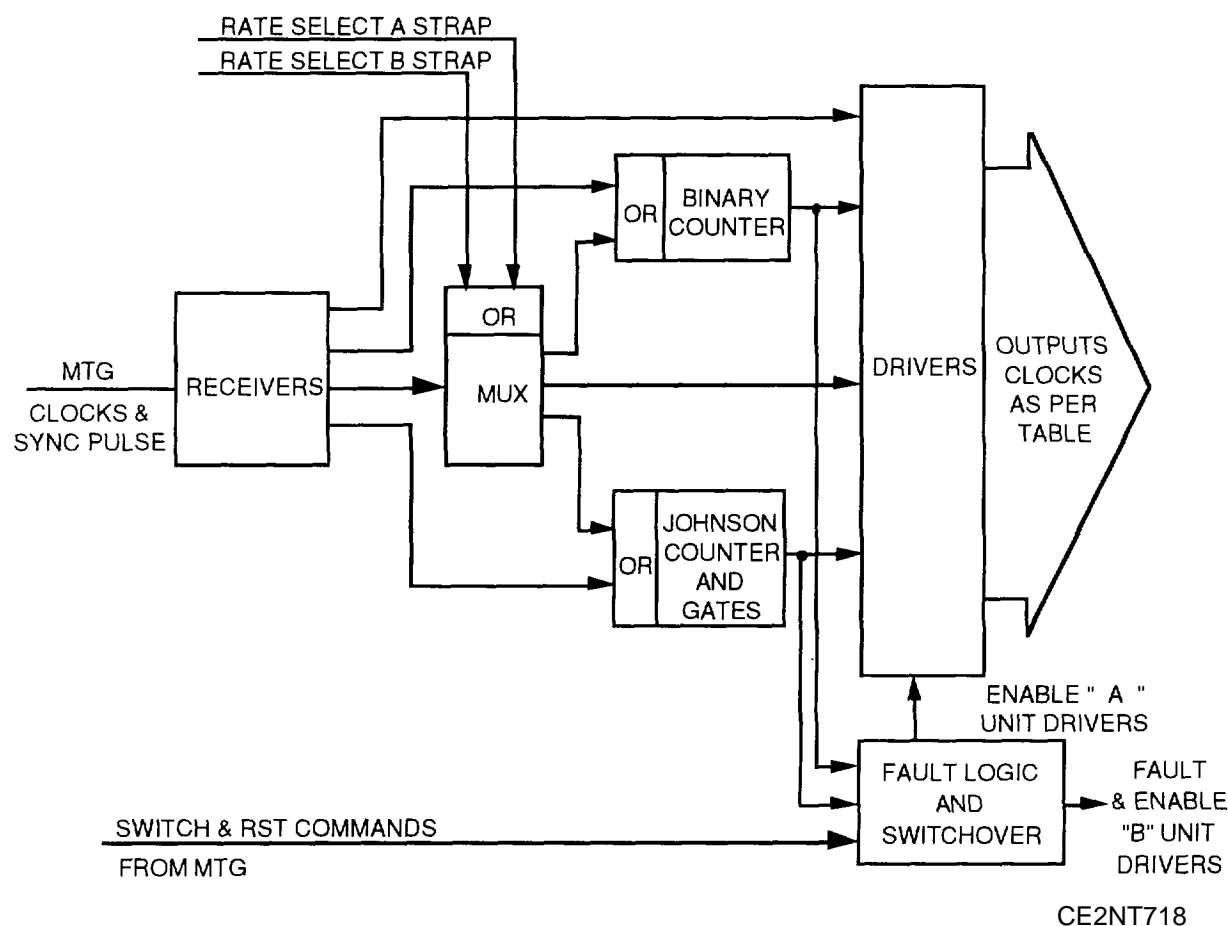 RATE SELECT A STRAP
RATE SELECT B STRAP
MTG
CLOCKS &
SYNC PULSE
RECEIVERS
OR
MUX
OR
BINARY
COUNTER
OR
JOHNSON
COUNTER
AND
GATES
DRIVERS
OUTPUTS
CLOCKS
AS PER
TABLE
ENABLE " A "
UNIT DRIVERS
FAULT LOGIC
AND
SWITCHOVER
FAULT
& ENABLE
"B" UNIT
DRIVERS
SWITCH & RST COMMANDS
FROM MTG
CE2NT718